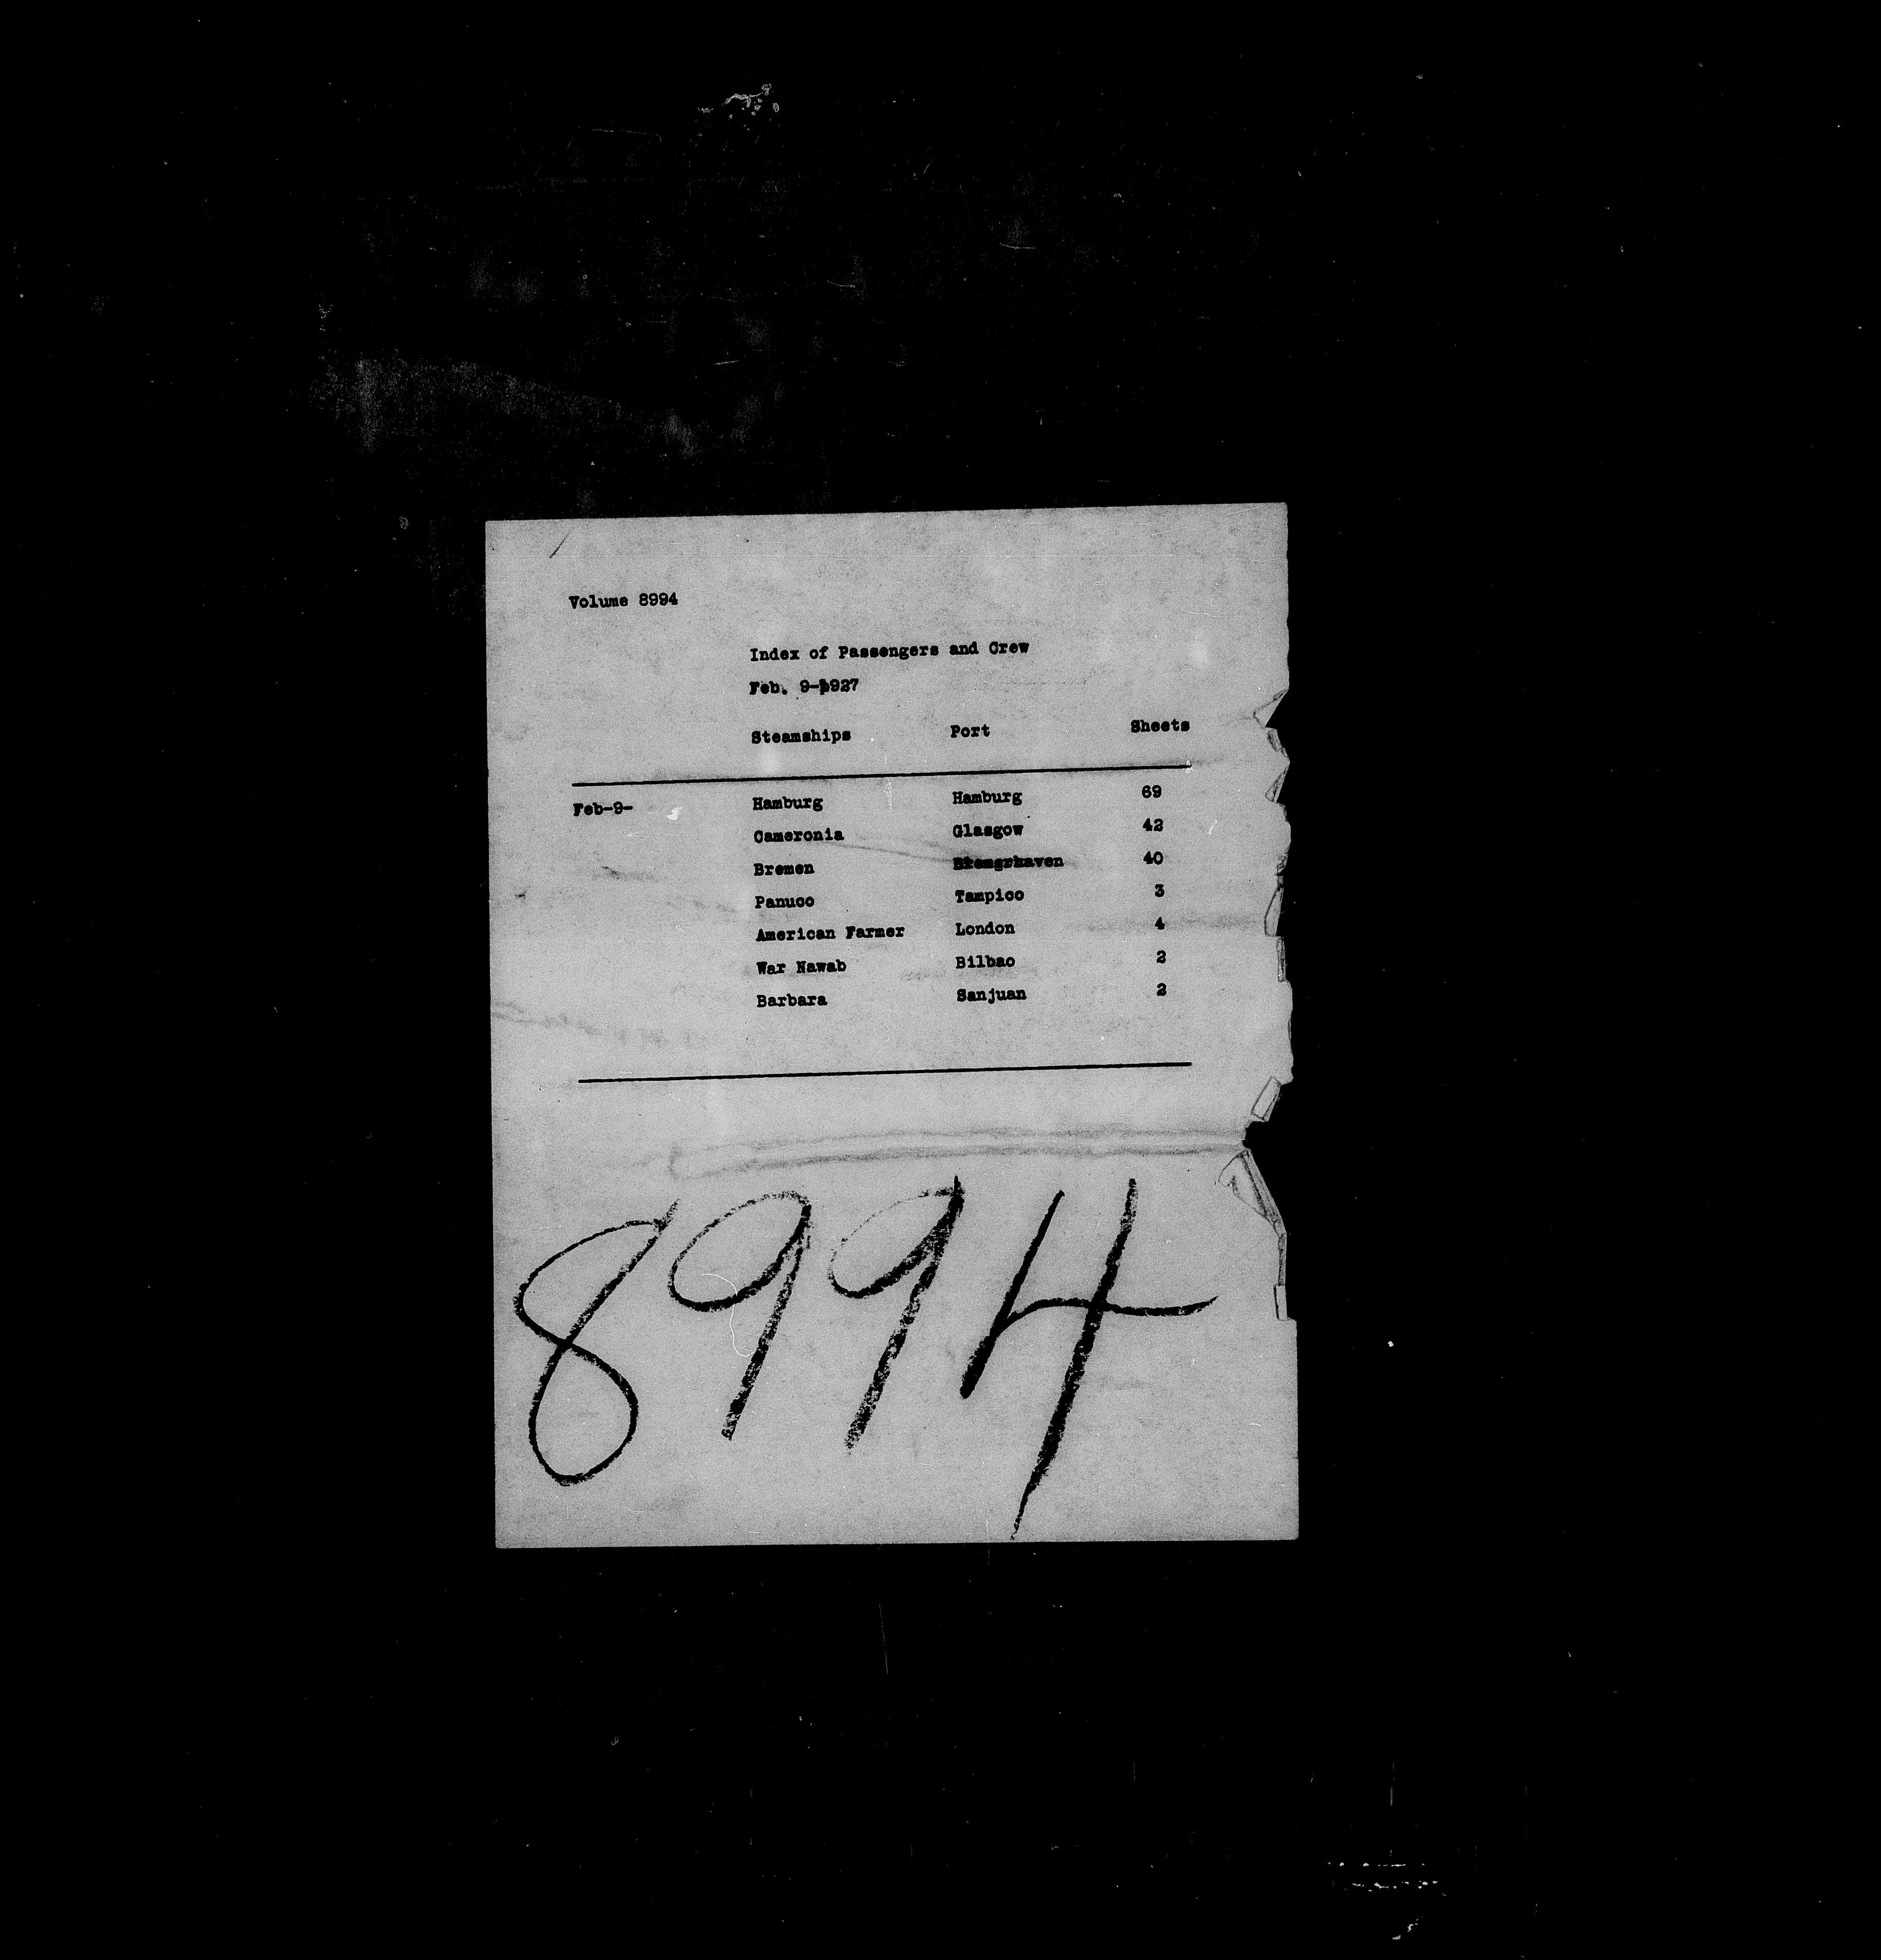 Volume 8994
Index of Passengers and Crew
Feb. 9-1927
Steamships Port Sheets
Feb-9- Hamburg Hamburg 69
Cameronia Glasgow 42
Bremen 40
Panuco Tampico 3
American Farmer London 4
War Nawab Bilbao 2
Barbara Sanjuan 2
8994